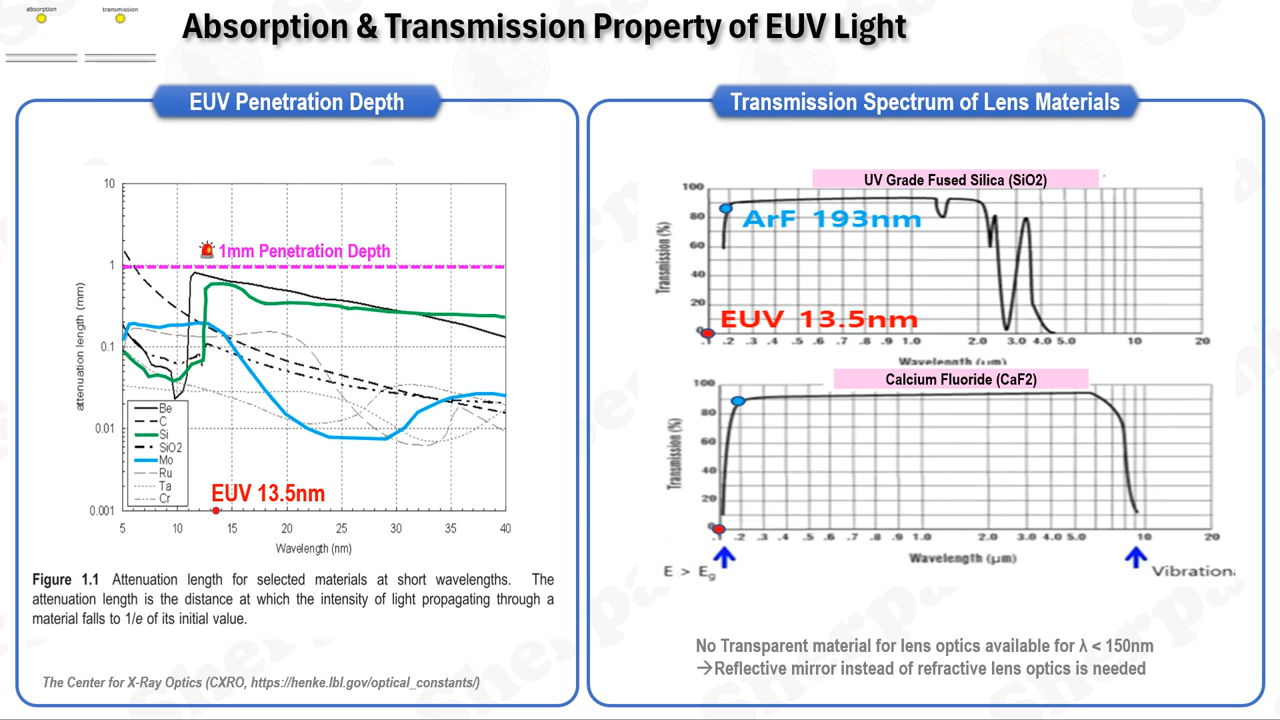 absorption
transmission
Absorption & Transmission Property of EUV Light
EUV Penetration Depth
10
1
0.1
0.01
0.001
attenuation length (mm)
🚨 1mm Penetration Depth
Be
C
Si
SiO2
Mo
Ru
Ta
Cr
EUV 13.5nm
5 10 15 20 25 30 35 40
Wavelength (nm)
Figure 1.1 Attenuation length for selected materials at short wavelengths. The
attenuation length is the distance at which the intensity of light propagating through a
material falls to 1/e of its initial value.
The Center for X-Ray Optics (CXRO, https://henke.lbl.gov/optical_constants/)
Transmission Spectrum of Lens Materials
UV Grade Fused Silica (SiO2)
100
80
60
40
20
0
Transmission (%)
ArF 193nm
EUV 13.5nm
.1 .2 .3 .4 .5 .6 .7 .8 .9 1.0 2.0 3.0 4.0 5.0 10 20
Wavelength (μm)
Calcium Fluoride (CaF2)
100
80
60
40
20
0
Transmission (%)
.1 .2 .3 .4 .5 .6 .7 .8 .9 1.0 2.0 3.0 4.0 5.0 10 20
Wavelength (μm)
E > Eg
Vibration
No Transparent material for lens optics available for λ < 150nm
→Reflective mirror instead of refractive lens optics is needed